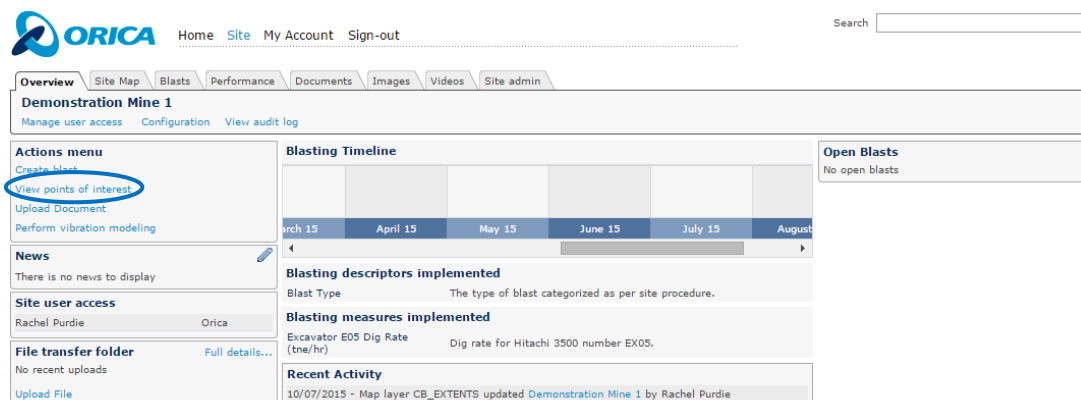 ORICA
Home Site My Account Sign-out
Search
Overview Site Map Blasts Performance Documents Images Videos Site admin
Demonstration Mine 1
Manage user access Configuration View audit log
Actions menu
Create blast
View points of interest
Upload Document
Perform vibration modeling
News
There is no news to display
Site user access
Rachel Purdie Orica
File transfer folder Full details...
No recent uploads
Upload File
Blasting Timeline
arch 15 April 15 May 15 June 15 July 15 August
Blasting descriptors implemented
Blast Type The type of blast categorized as per site procedure.
Blasting measures implemented
Excavator E05 Dig Rate
(tne/hr) Dig rate for Hitachi 3500 number EX05.
Recent Activity
10/07/2015 - Map layer CB_EXTENTS updated Demonstration Mine 1 by Rachel Purdie
Open Blasts
No open blasts